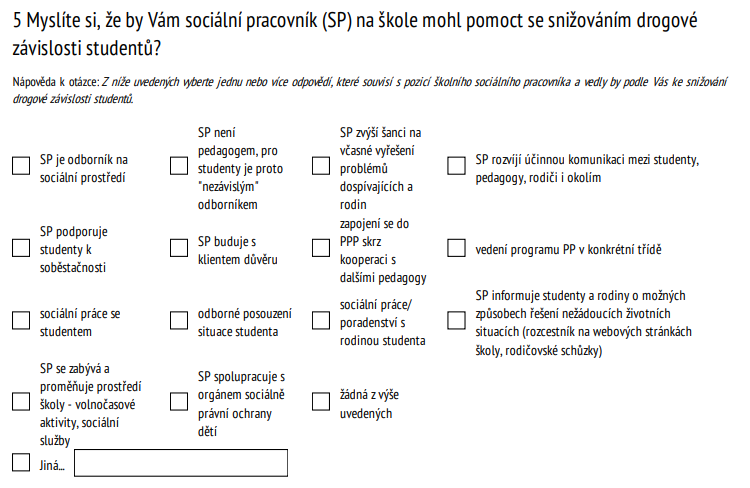 5 Myslíte si, že by Vám sociální pracovník (SP) na škole mohl pomoct se snižováním drogové
závislosti studentů?
Nápověda k otázce: Z níže uvedených vyberte jednu nebo více odpovědí, které souvisí s pozicí školního sociálního pracovníka a vedly by podle Vás ke snižování
drogové závislosti studentů.
SP je odborník na
sociální prostředí
SP není
pedagogem, pro
studenty je proto
"nezávislým"
odborníkem
SP zvýší šanci na
včasné vyřešení
problémů
dospívajících a
rodin
SP rozvíjí účinnou komunikaci mezi studenty,
pedagogy, rodiči i okolím
SP podporuje
studenty k
soběstačnosti
SP buduje s
klientem důvěru
zapojení se do
PPP skrz
kooperaci s
dalšími pedagogy
vedení programu PP v konkrétní třídě
sociální práce se
studentem
odborné posouzení
situace studenta
sociální práce/
poradenství s
rodinou studenta
SP informuje studenty a rodiny o možných
způsobech řešení nežádoucích životních
situacích (rozcestník na webových stránkách
školy, rodičovské schůzky)
SP se zabývá a
proměňuje prostředí
školy - volnočasové
aktivity, sociální
služby
SP spolupracuje s
orgánem sociálně
právní ochrany
dětí
žádná z výše
uvedených
Jiná...